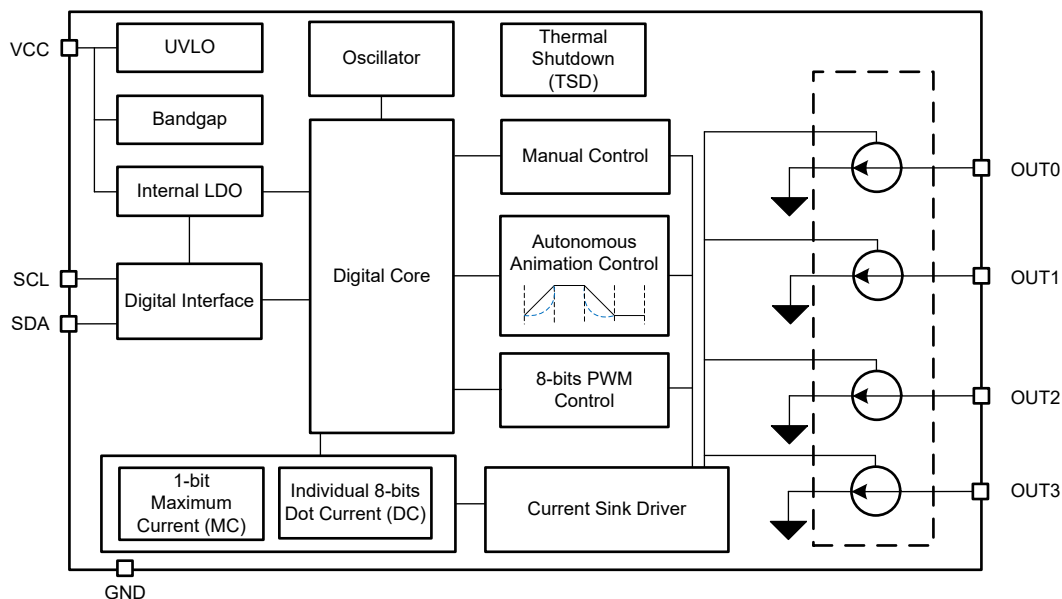 VCC
UVLO
Oscillator
Thermal
Shutdown
(TSD)
Bandgap
Manual Control
Internal LDO
OUT0
Digital Core
Autonomous
Animation Control
SCL
Digital Interface
SDA
OUT1
8-bits PWM
Control
OUT2
1-bit
Maximum
Current (MC)
Individual 8-bits
Dot Current (DC)
Current Sink Driver
OUT3
GND